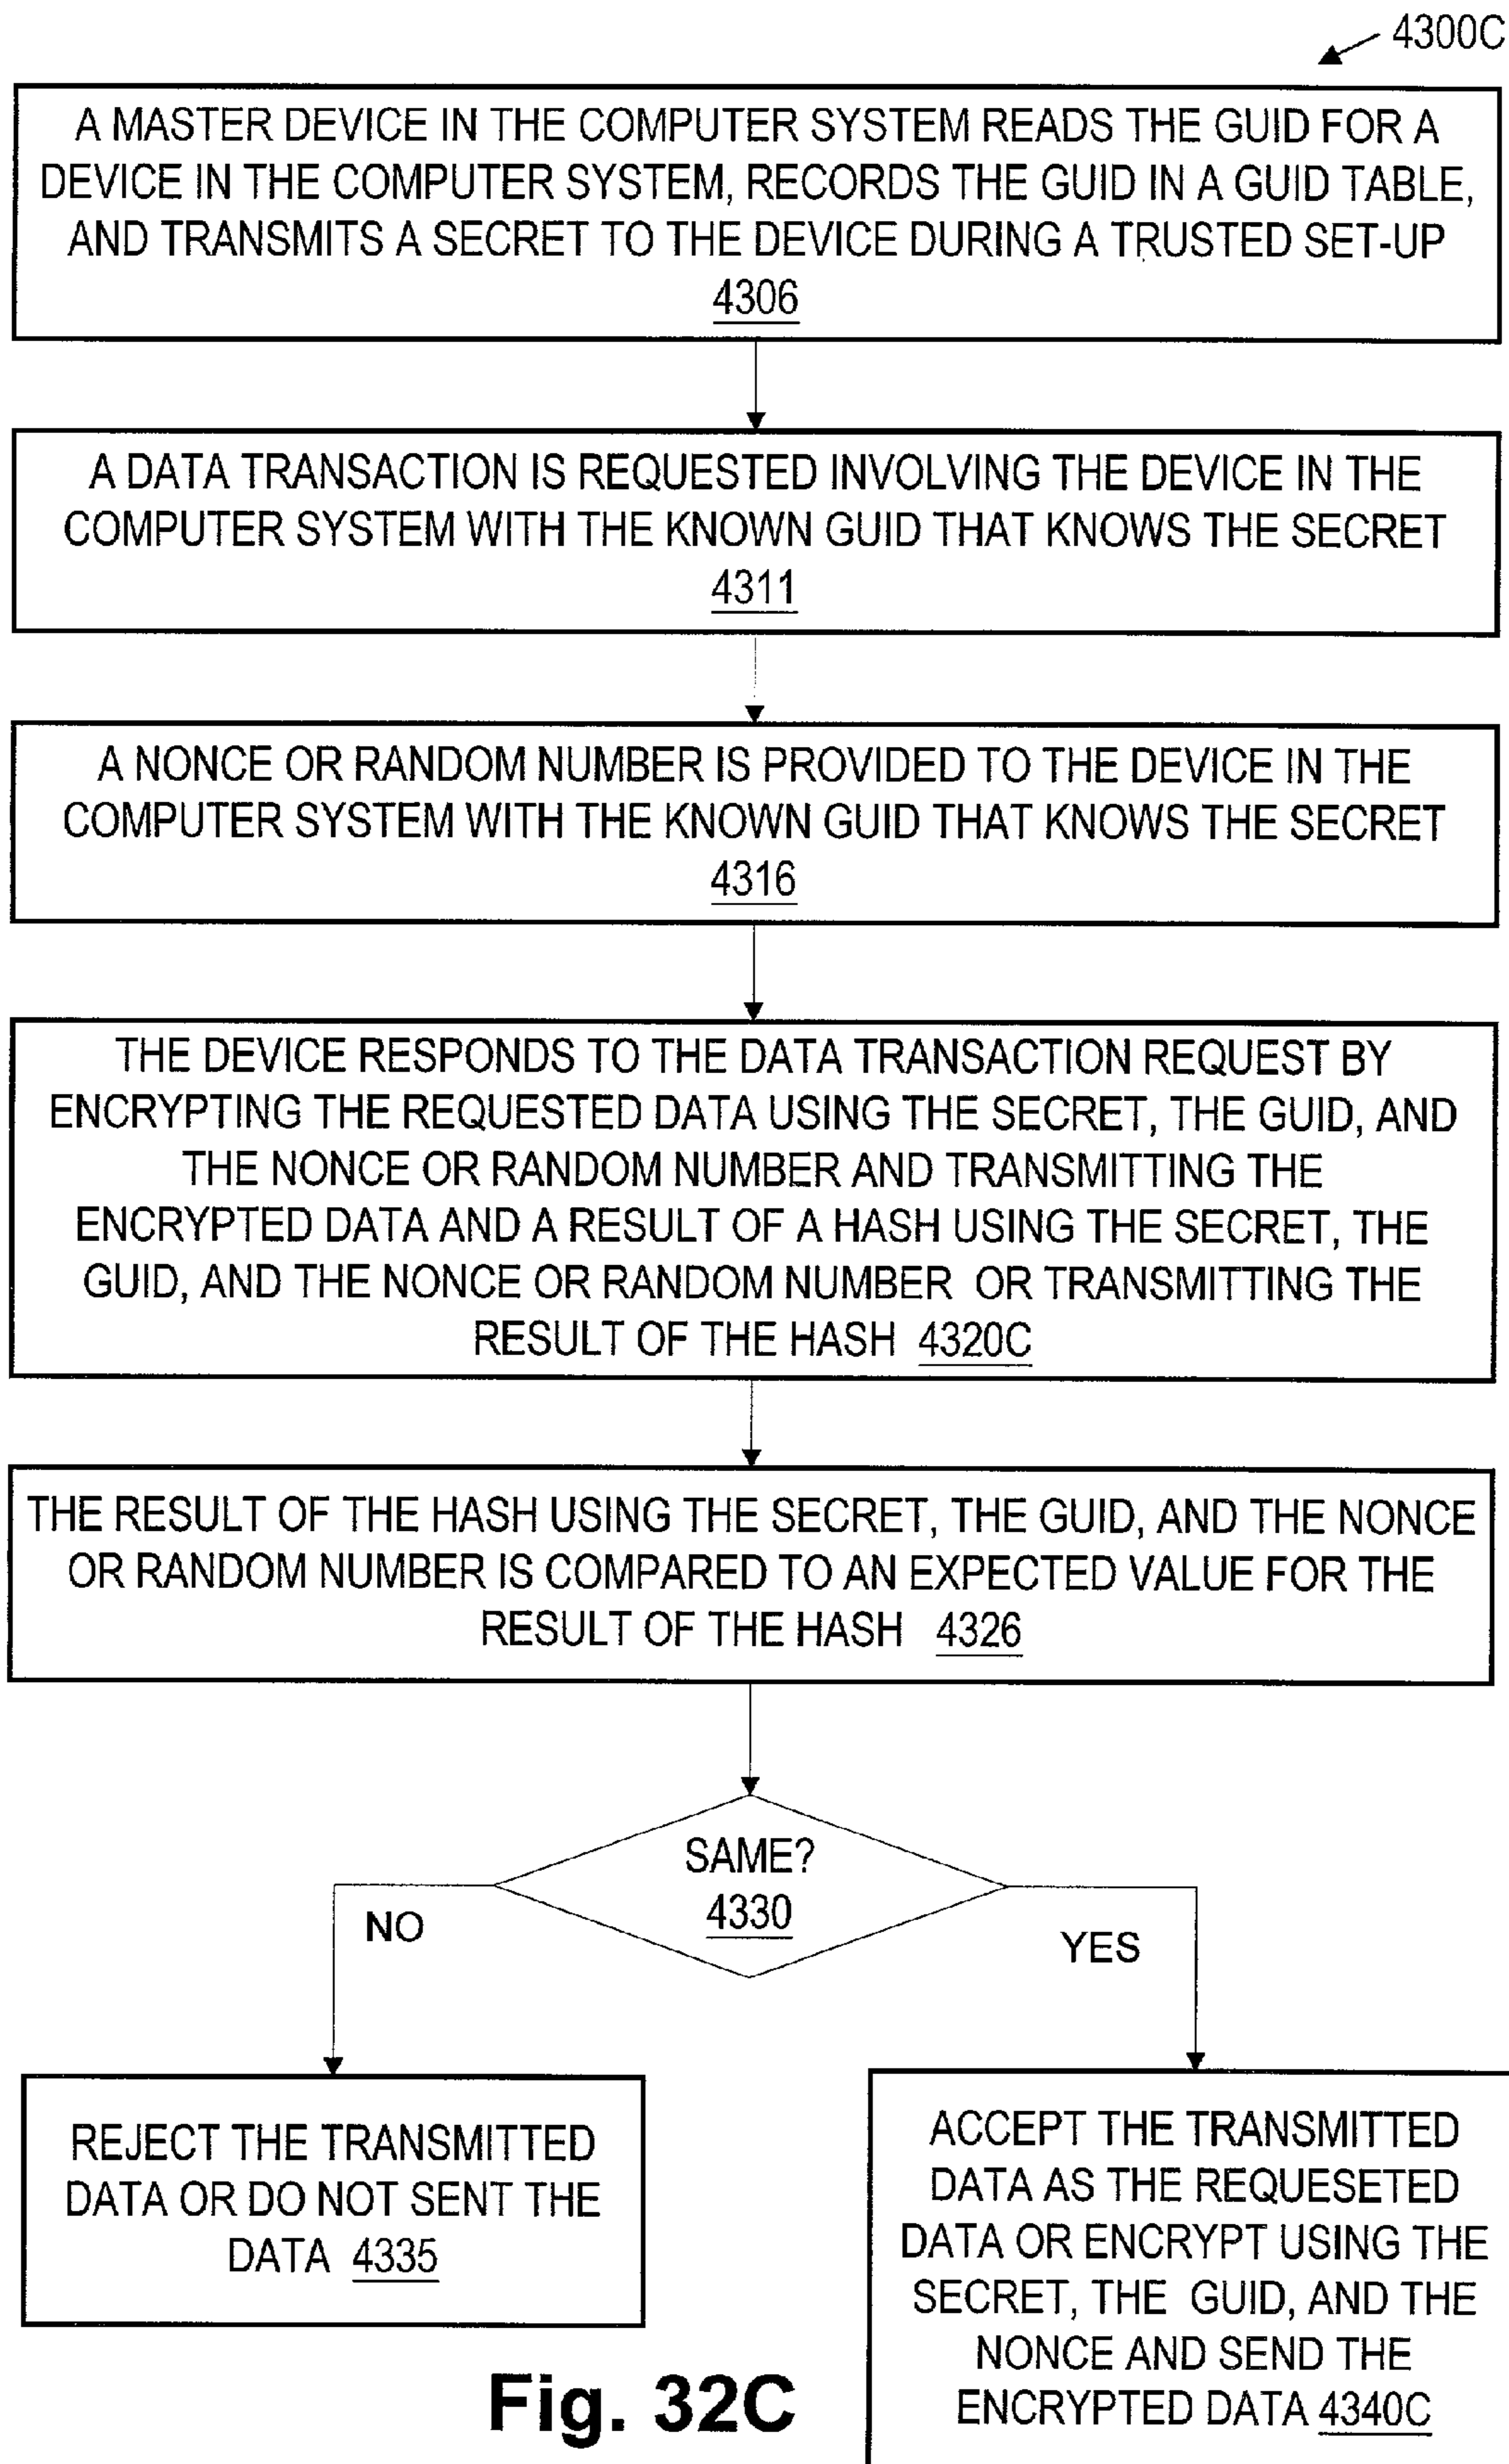 4300C
A MASTER DEVICE IN THE COMPUTER SYSTEM READS THE GUID FOR A
DEVICE IN THE COMPUTER SYSTEM, RECORDS THE GUID IN A GUID TABLE,
AND TRANSMITS A SECRET TO THE DEVICE DURING A TRUSTED SET-UP
4306
A DATA TRANSACTION IS REQUESTED INVOLVING THE DEVICE IN THE
COMPUTER SYSTEM WITH THE KNOWN GUID THAT KNOWS THE SECRET
4311
A NONCE OR RANDOM NUMBER IS PROVIDED TO THE DEVICE IN THE
COMPUTER SYSTEM WITH THE KNOWN GUID THAT KNOWS THE SECRET
4316
THE DEVICE RESPONDS TO THE DATA TRANSACTION REQUEST BY
ENCRYPTING THE REQUESTED DATA USING THE SECRET, THE GUID, AND
THE NONCE OR RANDOM NUMBER AND TRANSMITTING THE
ENCRYPTED DATA AND A RESULT OF A HASH USING THE SECRET, THE
GUID, AND THE NONCE OR RANDOM NUMBER OR TRANSMITTING THE
RESULT OF THE HASH 4320C
THE RESULT OF THE HASH USING THE SECRET, THE GUID, AND THE NONCE
OR RANDOM NUMBER IS COMPARED TO AN EXPECTED VALUE FOR THE
RESULT OF THE HASH 4326
SAME?
4330
NO
YES
REJECT THE TRANSMITTED
DATA OR DO NOT SENT THE
DATA 4335
ACCEPT THE TRANSMITTED
DATA AS THE REQUESETED
DATA OR ENCRYPT USING THE
SECRET, THE GUID, AND THE
NONCE AND SEND THE
ENCRYPTED DATA 4340C
Fig. 32C